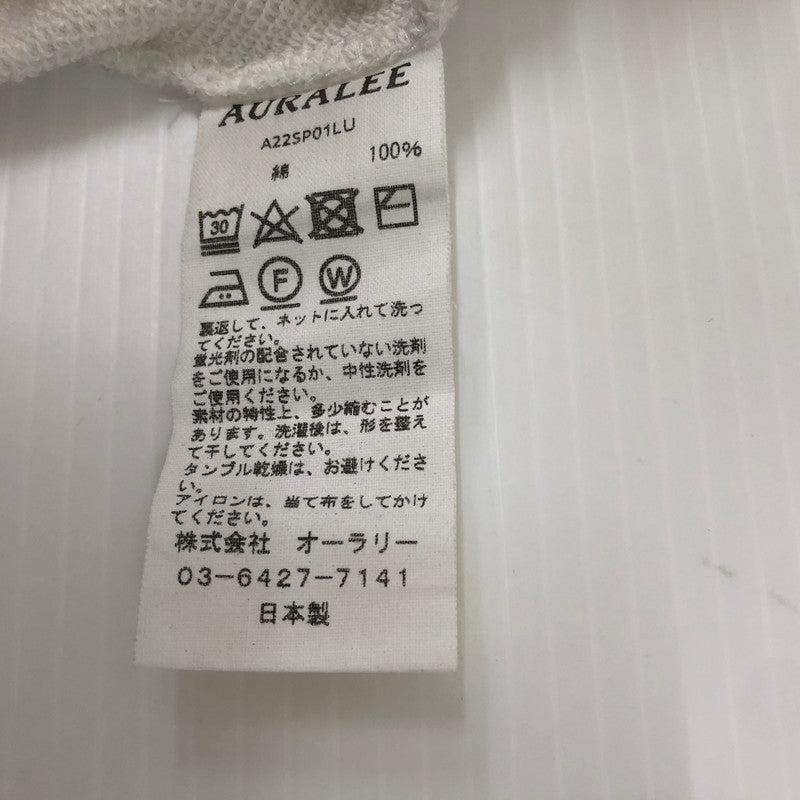 AURALEE
A22SP01LU
綿 100%
30
F W
裏返して、ネットに入れて洗っ
てください。
蛍光剤の配合されていない洗剤
をご使用になるか、中性洗剤を
ご使用ください。
素材の特性上、多少縮むことが
あります。洗濯後は、形を整え
て干してください。
タンブル乾燥は、お避けくださ
い。
アイロンは、当て布をしてかけ
てください。
株式会社 オーラリー
03-6427-7141
日本製